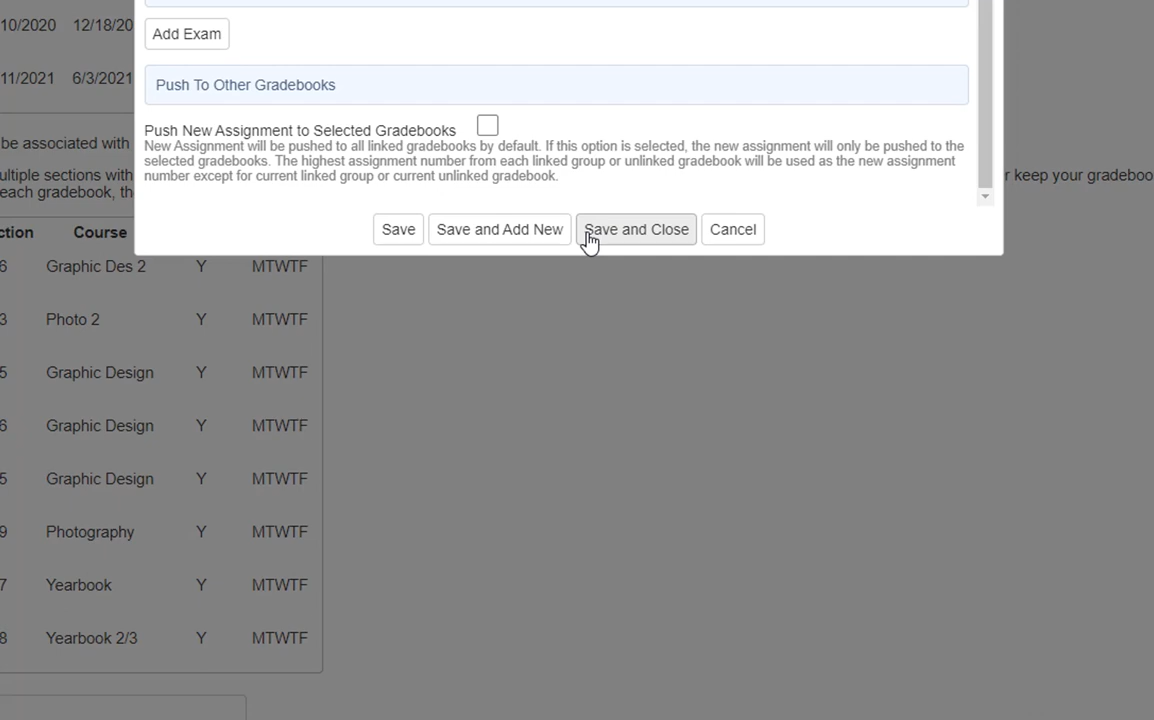 10/2020 12/18/20
Add Exam
11/2021 6/3/2021
Push To Other Gradebooks
Push New Assignment to Selected Gradebooks
be associated with
New Assignment will be pushed to all linked gradebooks by default. If this option is selected, the new assignment will only be pushed to the
selected gradebooks. The highest assignment number from each linked group or unlinked gradebook will be used as the new assignment
number except for current linked group or current unlinked gradebook.
ultiple sections with
r keep your gradeboo
each gradebook, th
Save Save and Add New Save and Close Cancel
ction Course
6 Graphic Des 2 Y MTWTF
3 Photo 2 Y MTWTF
5 Graphic Design Y MTWTF
6 Graphic Design Y MTWTF
5 Graphic Design Y MTWTF
9 Photography Y MTWTF
7 Yearbook Y MTWTF
8 Yearbook 2/3 Y MTWTF